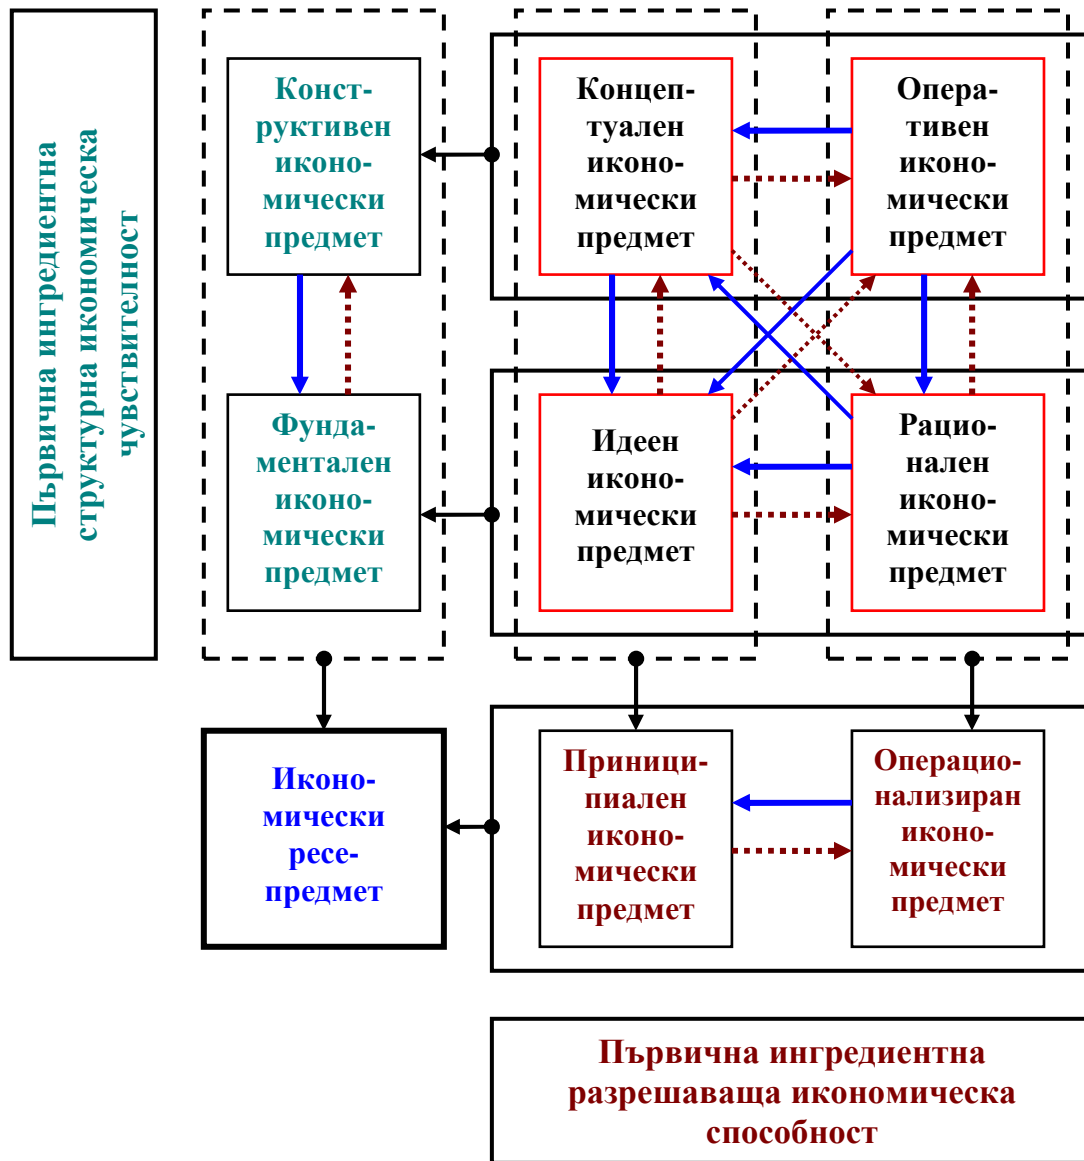 Първична ингредиентна
структурна икономическа
чувствителност
Конст-
руктивен
иконо-
мически
предмет
Концеп-
туален
иконо-
мически
предмет
Опера-
тивен
иконо-
мически
предмет
Фунда-
ментален
иконо-
мически
предмет
Идеен
иконо-
мически
предмет
Рацио-
нален
иконо-
мически
предмет
Иконо-
мически
ресе-
предмет
Приници-
пиален
иконо-
мически
предмет
Операцио-
нализиран
иконо-
мически
предмет
Първична ингредиентна
разрешаваща икономическа
способност